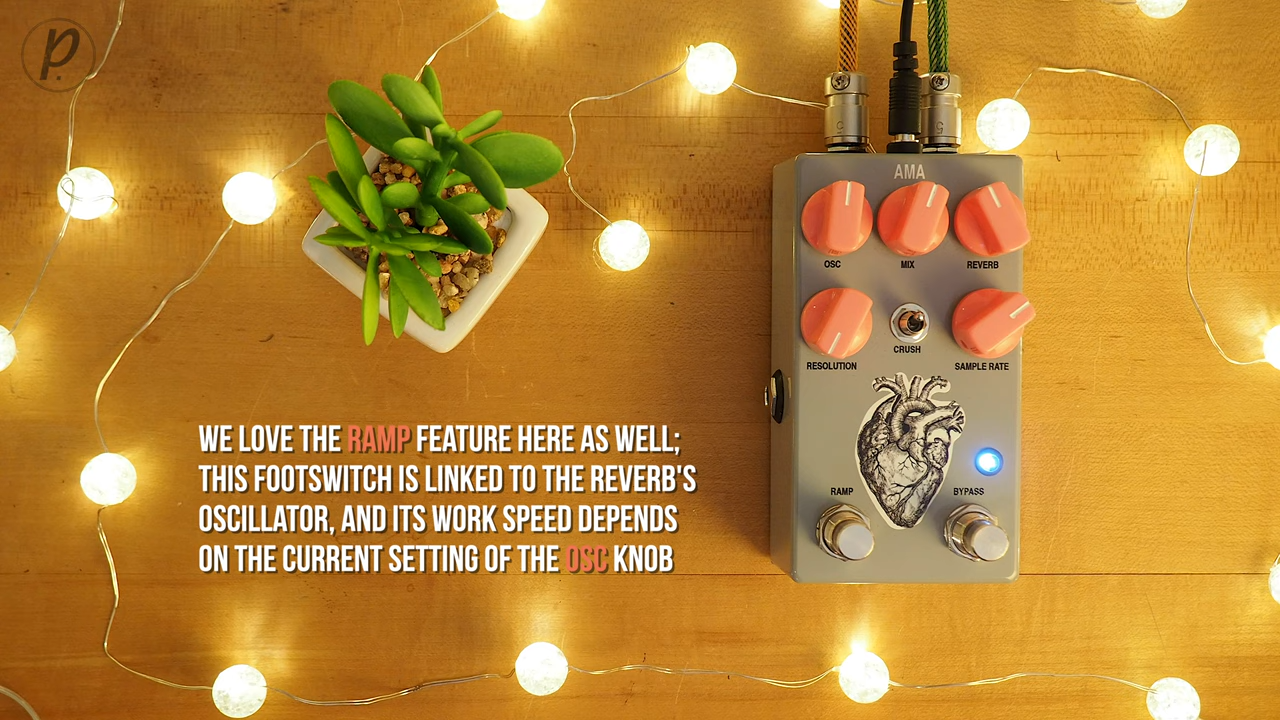 p.
AMA
OSC MIX REVERB
CRUSH
RESOLUTION SAMPLE RATE
RAMP BYPASS
WE LOVE THE RAMP FEATURE HERE AS WELL;
THIS FOOTSWITCH IS LINKED TO THE REVERB'S
OSCILLATOR, AND ITS WORK SPEED DEPENDS
ON THE CURRENT SETTING OF THE OSC KNOB